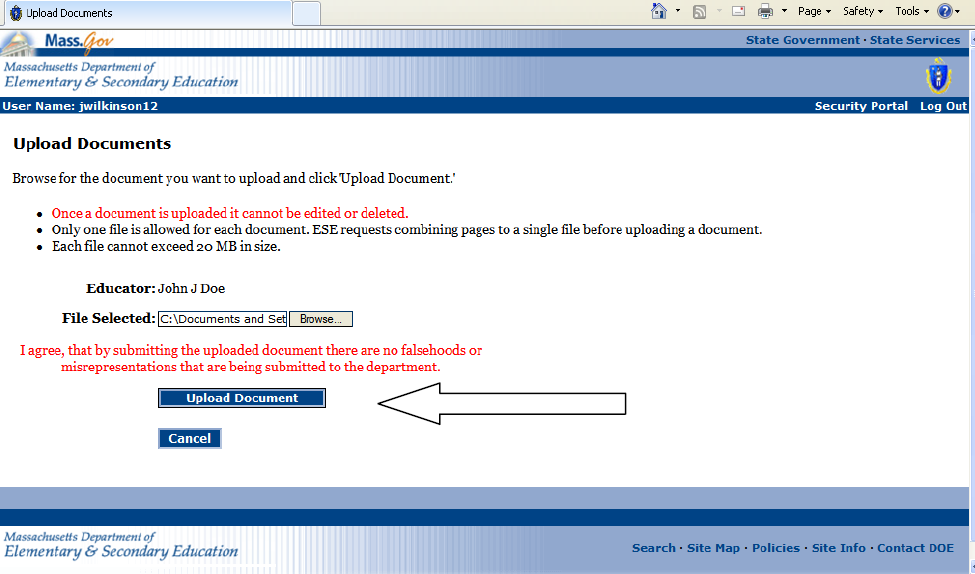 Upload Documents
Page Safety Tools
Mass.Gov
State Government · State Services
Massachusetts Department of
Elementary & Secondary Education
User Name: jwilkinson12
Security Portal Log Out
Upload Documents
Browse for the document you want to upload and click 'Upload Document.'
• Once a document is uploaded it cannot be edited or deleted.
• Only one file is allowed for each document. ESE requests combining pages to a single file before uploading a document.
• Each file cannot exceed 20 MB in size.
Educator: John J Doe
File Selected: C:\Documents and Set Browse...
I agree, that by submitting the uploaded document there are no falsehoods or
misrepresentations that are being submitted to the department.
Upload Document
Cancel
Massachusetts Department of
Elementary & Secondary Education
Search · Site Map · Policies · Site Info · Contact DOE